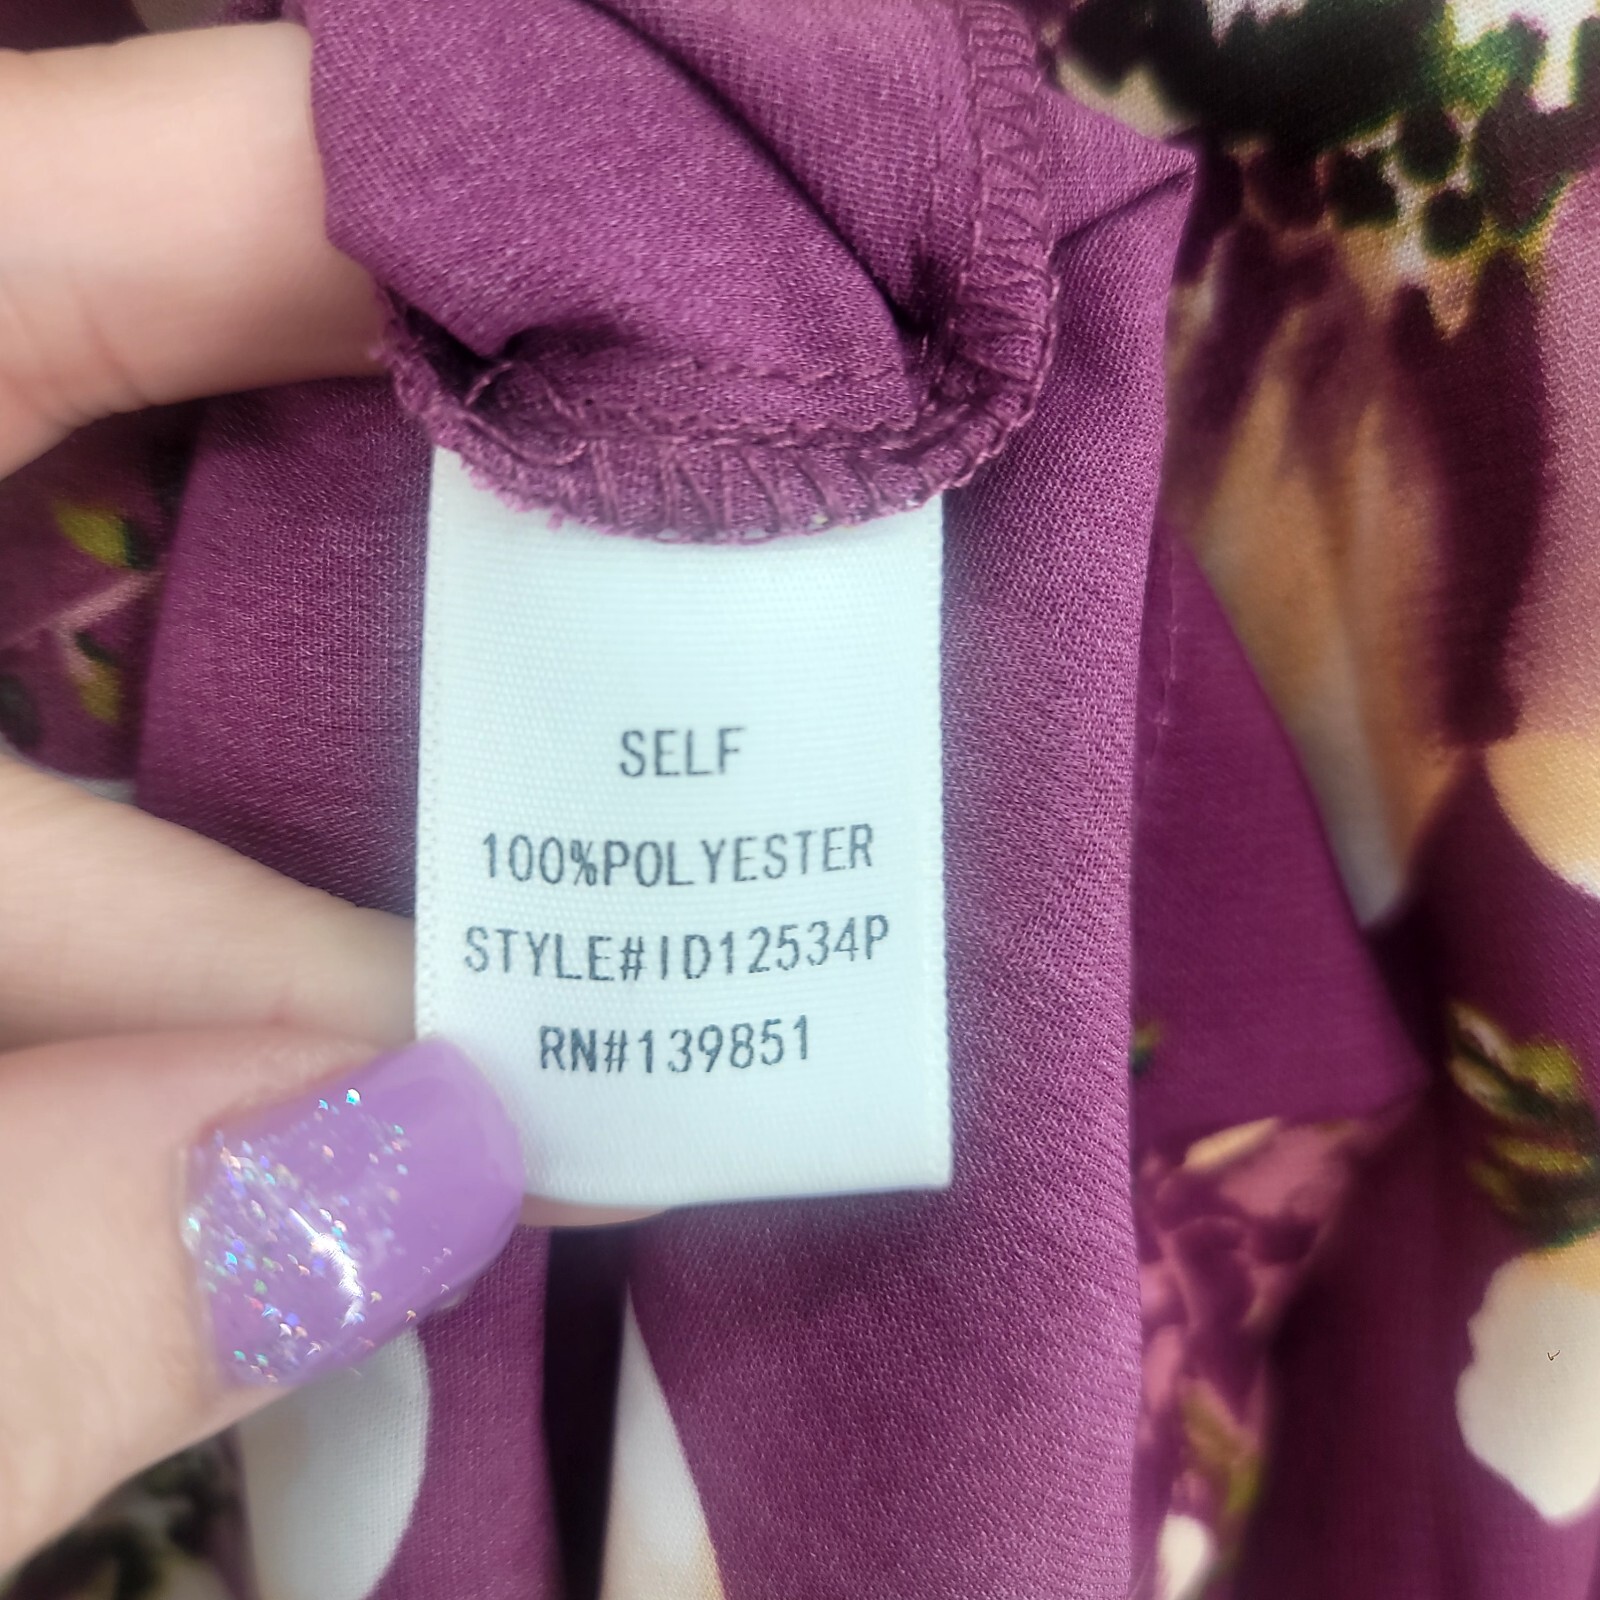 SELF
100%POLYESTER
STYLE#ID12534P
RN#139851